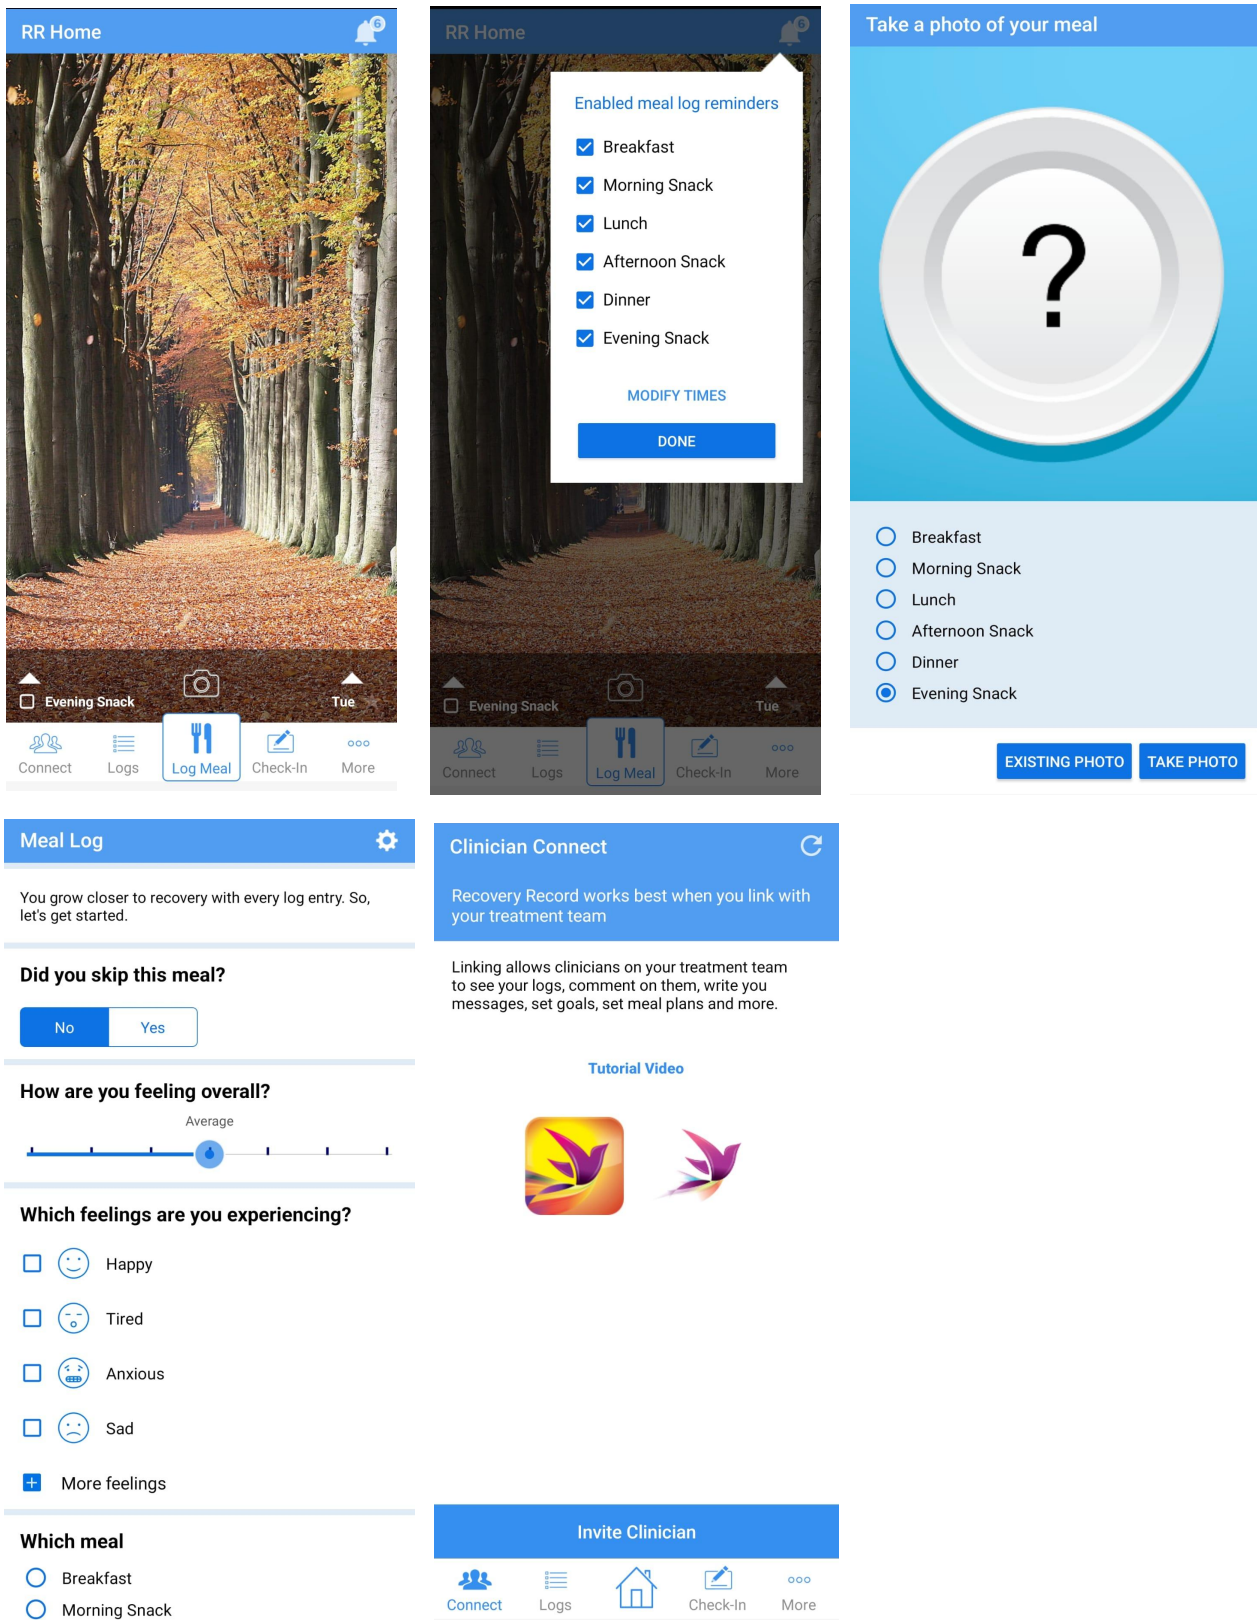 RR Home
6
Evening Snack
Tue
Connect
Logs
Log Meal
Check-In
More
RR Home
6
Enabled meal log reminders
Breakfast
Morning Snack
Lunch
Afternoon Snack
Dinner
Evening Snack
MODIFY TIMES
DONE
Evening Snack
Tue
Connect
Logs
Log Meal
Check-In
More
Take a photo of your meal
?
Breakfast
Morning Snack
Lunch
Afternoon Snack
Dinner
Evening Snack
EXISTING PHOTO
TAKE PHOTO
Meal Log
You grow closer to recovery with every log entry. So,
let's get started.
Did you skip this meal?
No
Yes
How are you feeling overall?
Average
Which feelings are you experiencing?
Happy
Tired
Anxious
Sad
More feelings
Which meal
Breakfast
Morning Snack
Clinician Connect
Recovery Record works best when you link with
your treatment team
Linking allows clinicians on your treatment team
to see your logs, comment on them, write you
messages, set goals, set meal plans and more.
Tutorial Video
Invite Clinician
Connect
Logs
Check-In
More